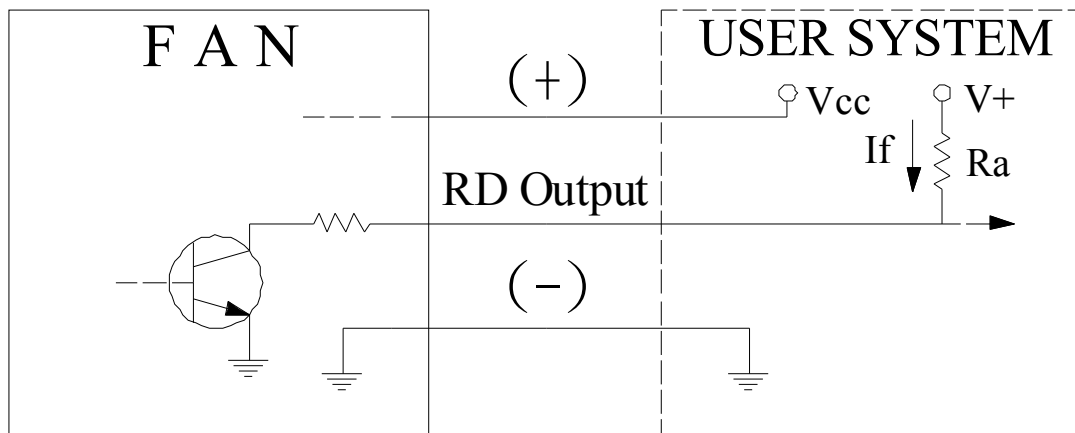 F A N
USER SYSTEM
(+)
Vcc
V+
If
Ra
RD Output
(−)